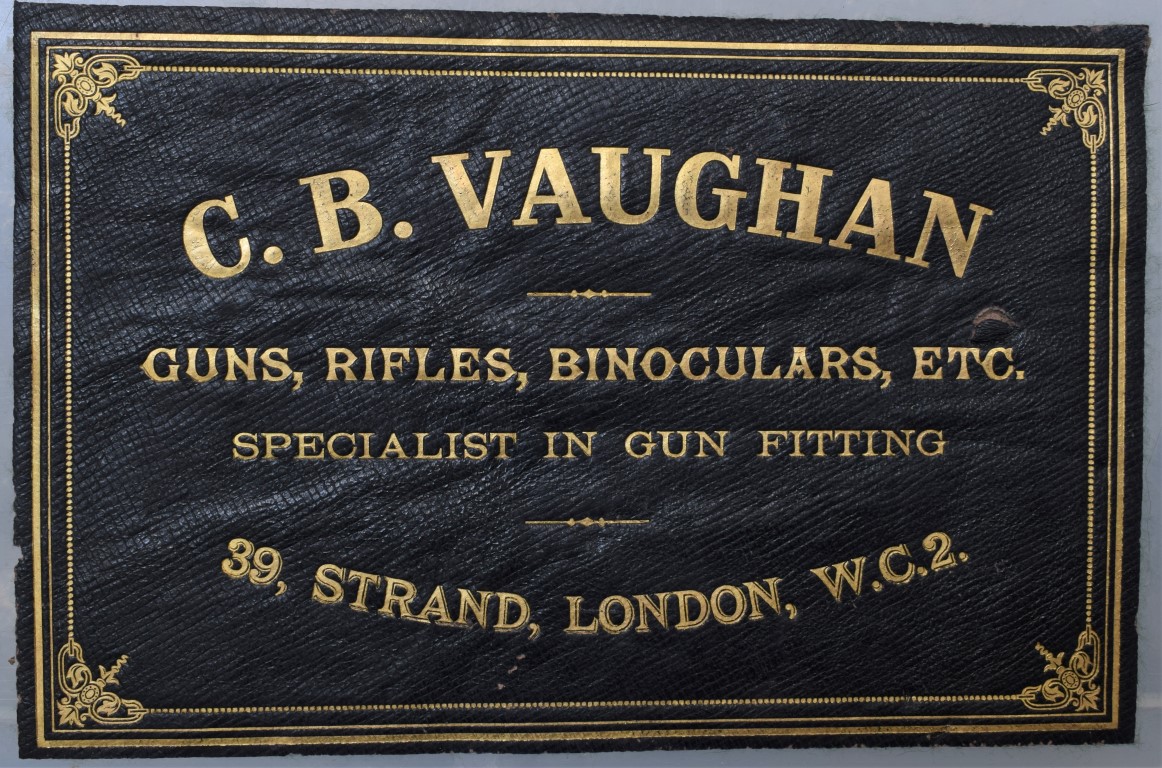 C. B. VAUGHAN
GUNS, RIFLES, BINOCULARS, ETC.
SPECIALIST IN GUN FITTING
39, STRAND, LONDON, W.C.2.